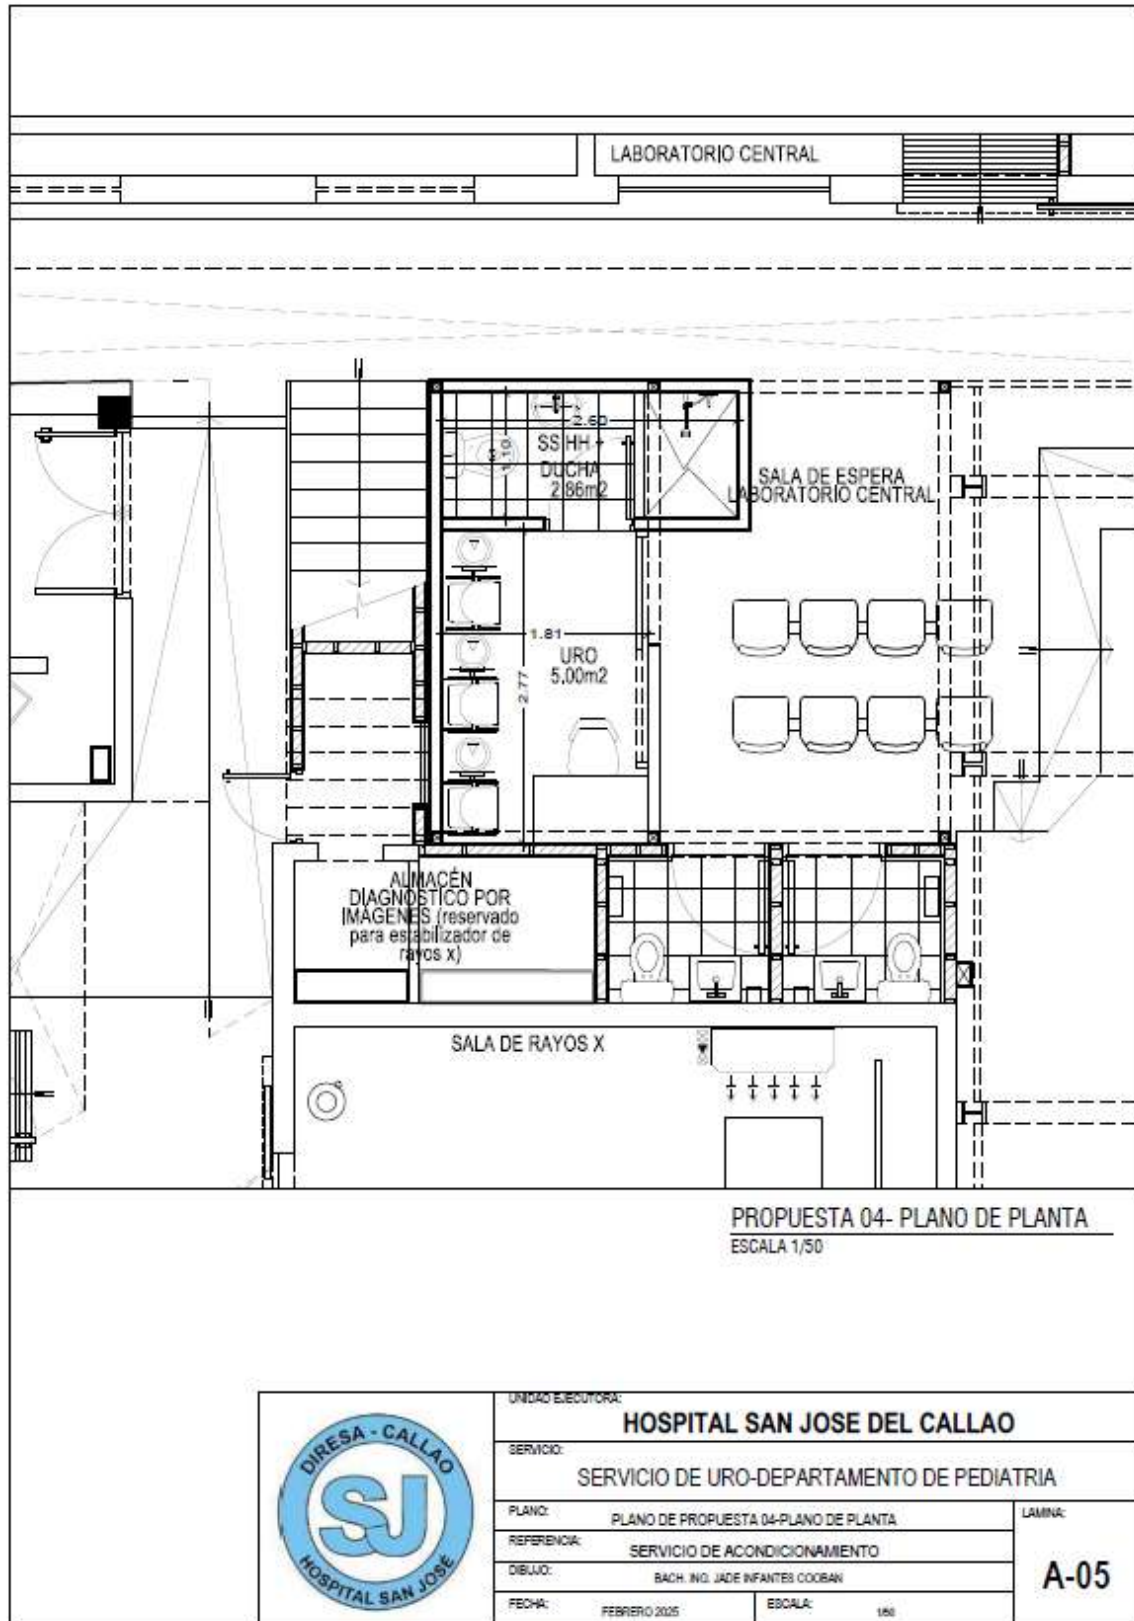 LABORATORIO CENTRAL
2.60
1.10
SS HH +
DUCHA
2.86m2
SALA DE ESPERA
LABORATORIO CENTRAL
1.81
URO
5.00m2
2.77
ALMACÉN
DIAGNÓSTICO POR
IMÁGENES (reservado
para estabilizador de
rayos x)
SALA DE RAYOS X
PROPUESTA 04- PLANO DE PLANTA
ESCALA 1/50
DIRESA - CALLAO
SJ
HOSPITAL SAN JOSÉ
UNIDAD EJECUTORA:
HOSPITAL SAN JOSE DEL CALLAO
SERVICIO:
SERVICIO DE URO-DEPARTAMENTO DE PEDIATRIA
PLANO:
PLANO DE PROPUESTA 04-PLANO DE PLANTA
REFERENCIA:
SERVICIO DE ACONDICIONAMIENTO
DIBUJO:
BACH. ING. JADE INFANTES COOBAN
FECHA:
FEBRERO 2025
ESCALA:
1/50
LAMINA:
A-05